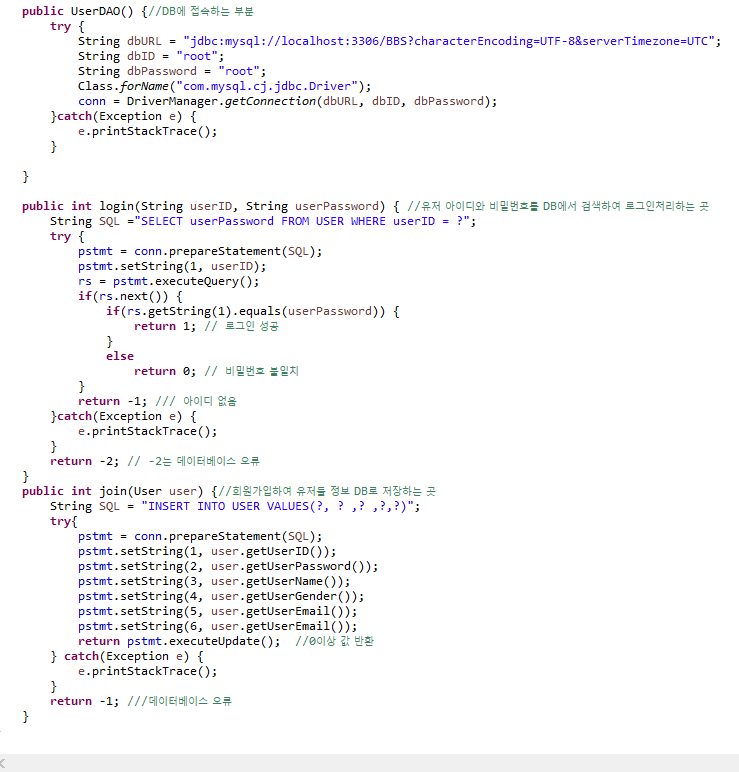 public UserDAO() {//DB에 접속하는 부분
try {
String dbURL = "jdbc:mysql://localhost:3306/BBS?characterEncoding=UTF-8&serverTimezone=UTC";
String dbID = "root";
String dbPassword = "root";
Class.forName("com.mysql.cj.jdbc.Driver");
conn = DriverManager.getConnection(dbURL, dbID, dbPassword);
}catch(Exception e) {
e.printStackTrace();
}
}
public int login(String userID, String userPassword) { //유저 아이디와 비밀번호를 DB에서 검색하여 로그인처리하는 곳
String SQL ="SELECT userPassword FROM USER WHERE userID = ?";
try {
pstmt = conn.prepareStatement(SQL);
pstmt.setString(1, userID);
rs = pstmt.executeQuery();
if(rs.next()) {
if(rs.getString(1).equals(userPassword)) {
return 1; // 로그인 성공
}
else
return 0; // 비밀번호 불일치
}
return -1; /// 아이디 없음
}catch(Exception e) {
e.printStackTrace();
}
return -2; // -2는 데이터베이스 오류
}
public int join(User user) {//회원가입하여 유저들 정보 DB로 저장하는 곳
String SQL = "INSERT INTO USER VALUES(?, ? ,? ,?,?)";
try{
pstmt = conn.prepareStatement(SQL);
pstmt.setString(1, user.getUserID());
pstmt.setString(2, user.getUserPassword());
pstmt.setString(3, user.getUserName());
pstmt.setString(4, user.getUserGender());
pstmt.setString(5, user.getUserEmail());
pstmt.setString(6, user.getUserEmail());
return pstmt.executeUpdate(); //0이상 값 반환
} catch(Exception e) {
e.printStackTrace();
}
return -1; ///데이터베이스 오류
}